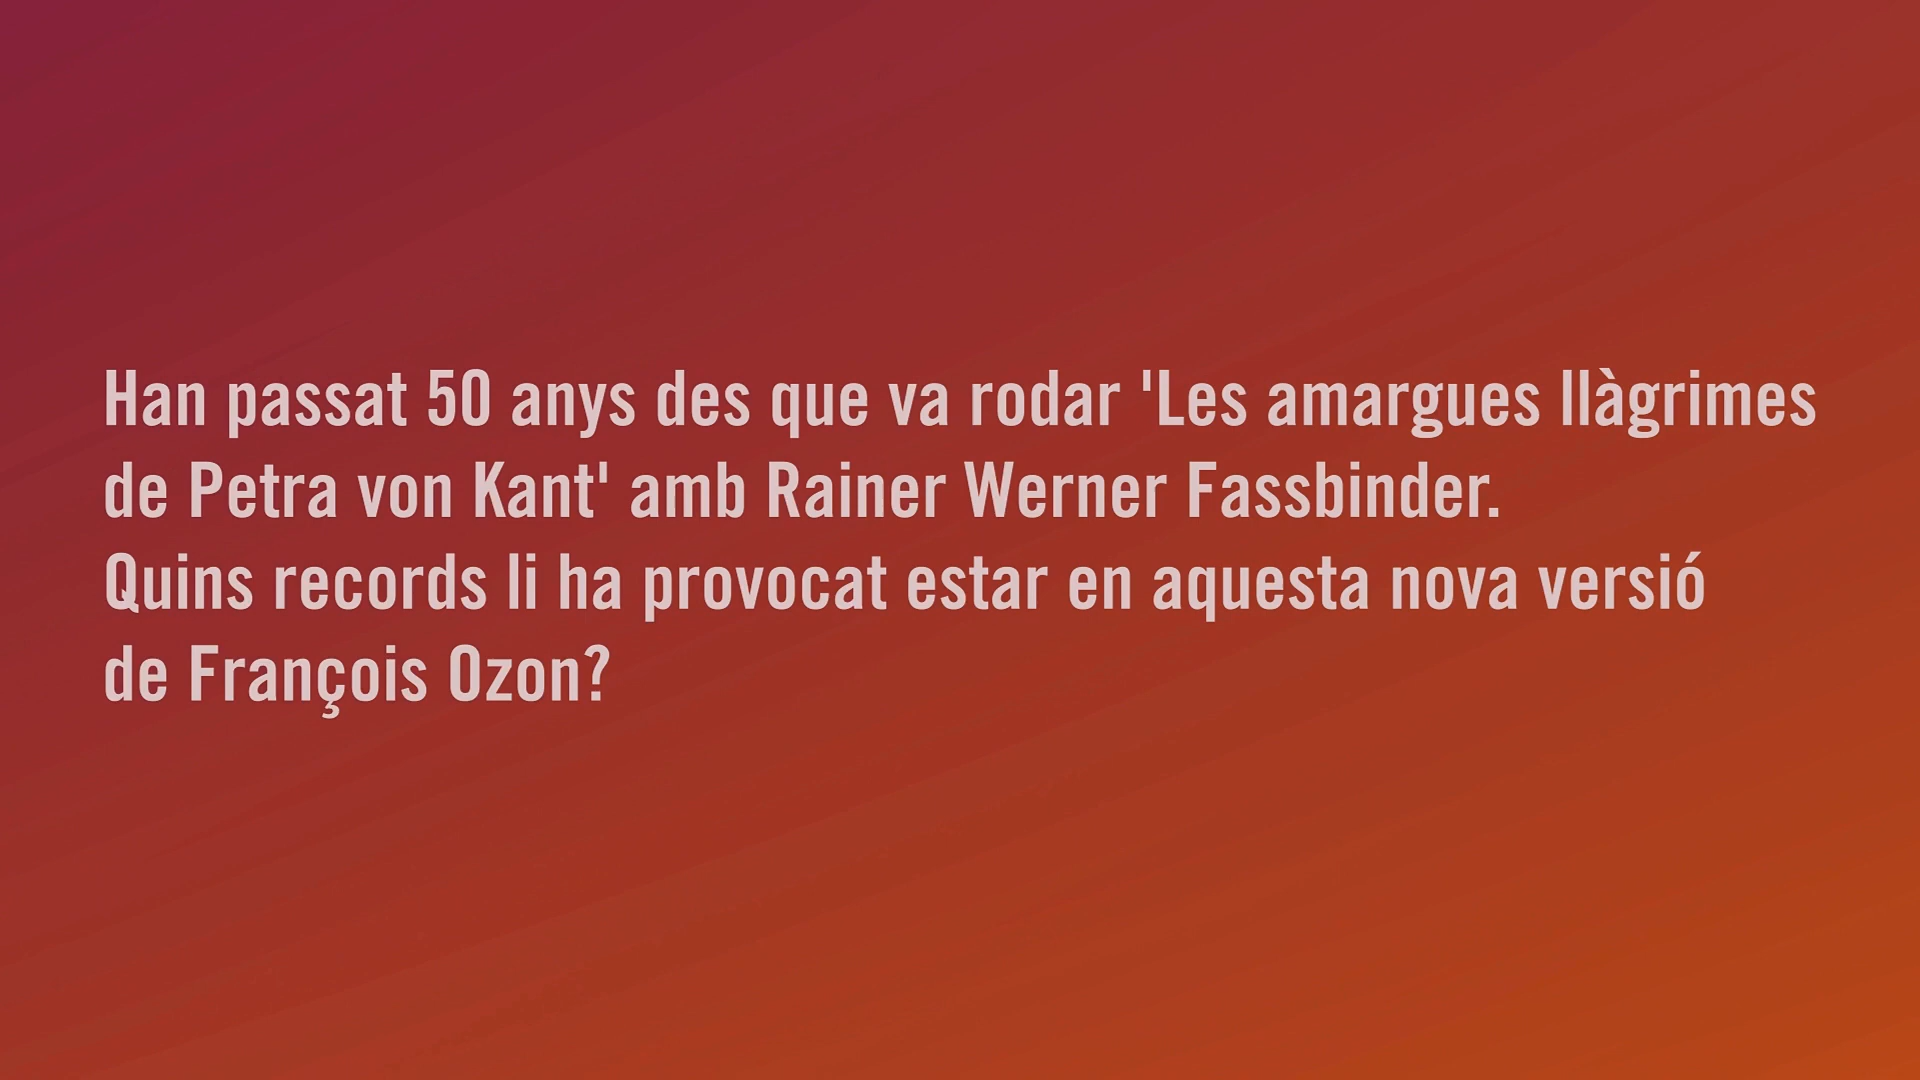 Han passat 50 anys des que va rodar 'Les amargues llàgrimes
de Petra von Kant' amb Rainer Werner Fassbinder.
Quins records li ha provocat estar en aquesta nova versió
de François Ozon?